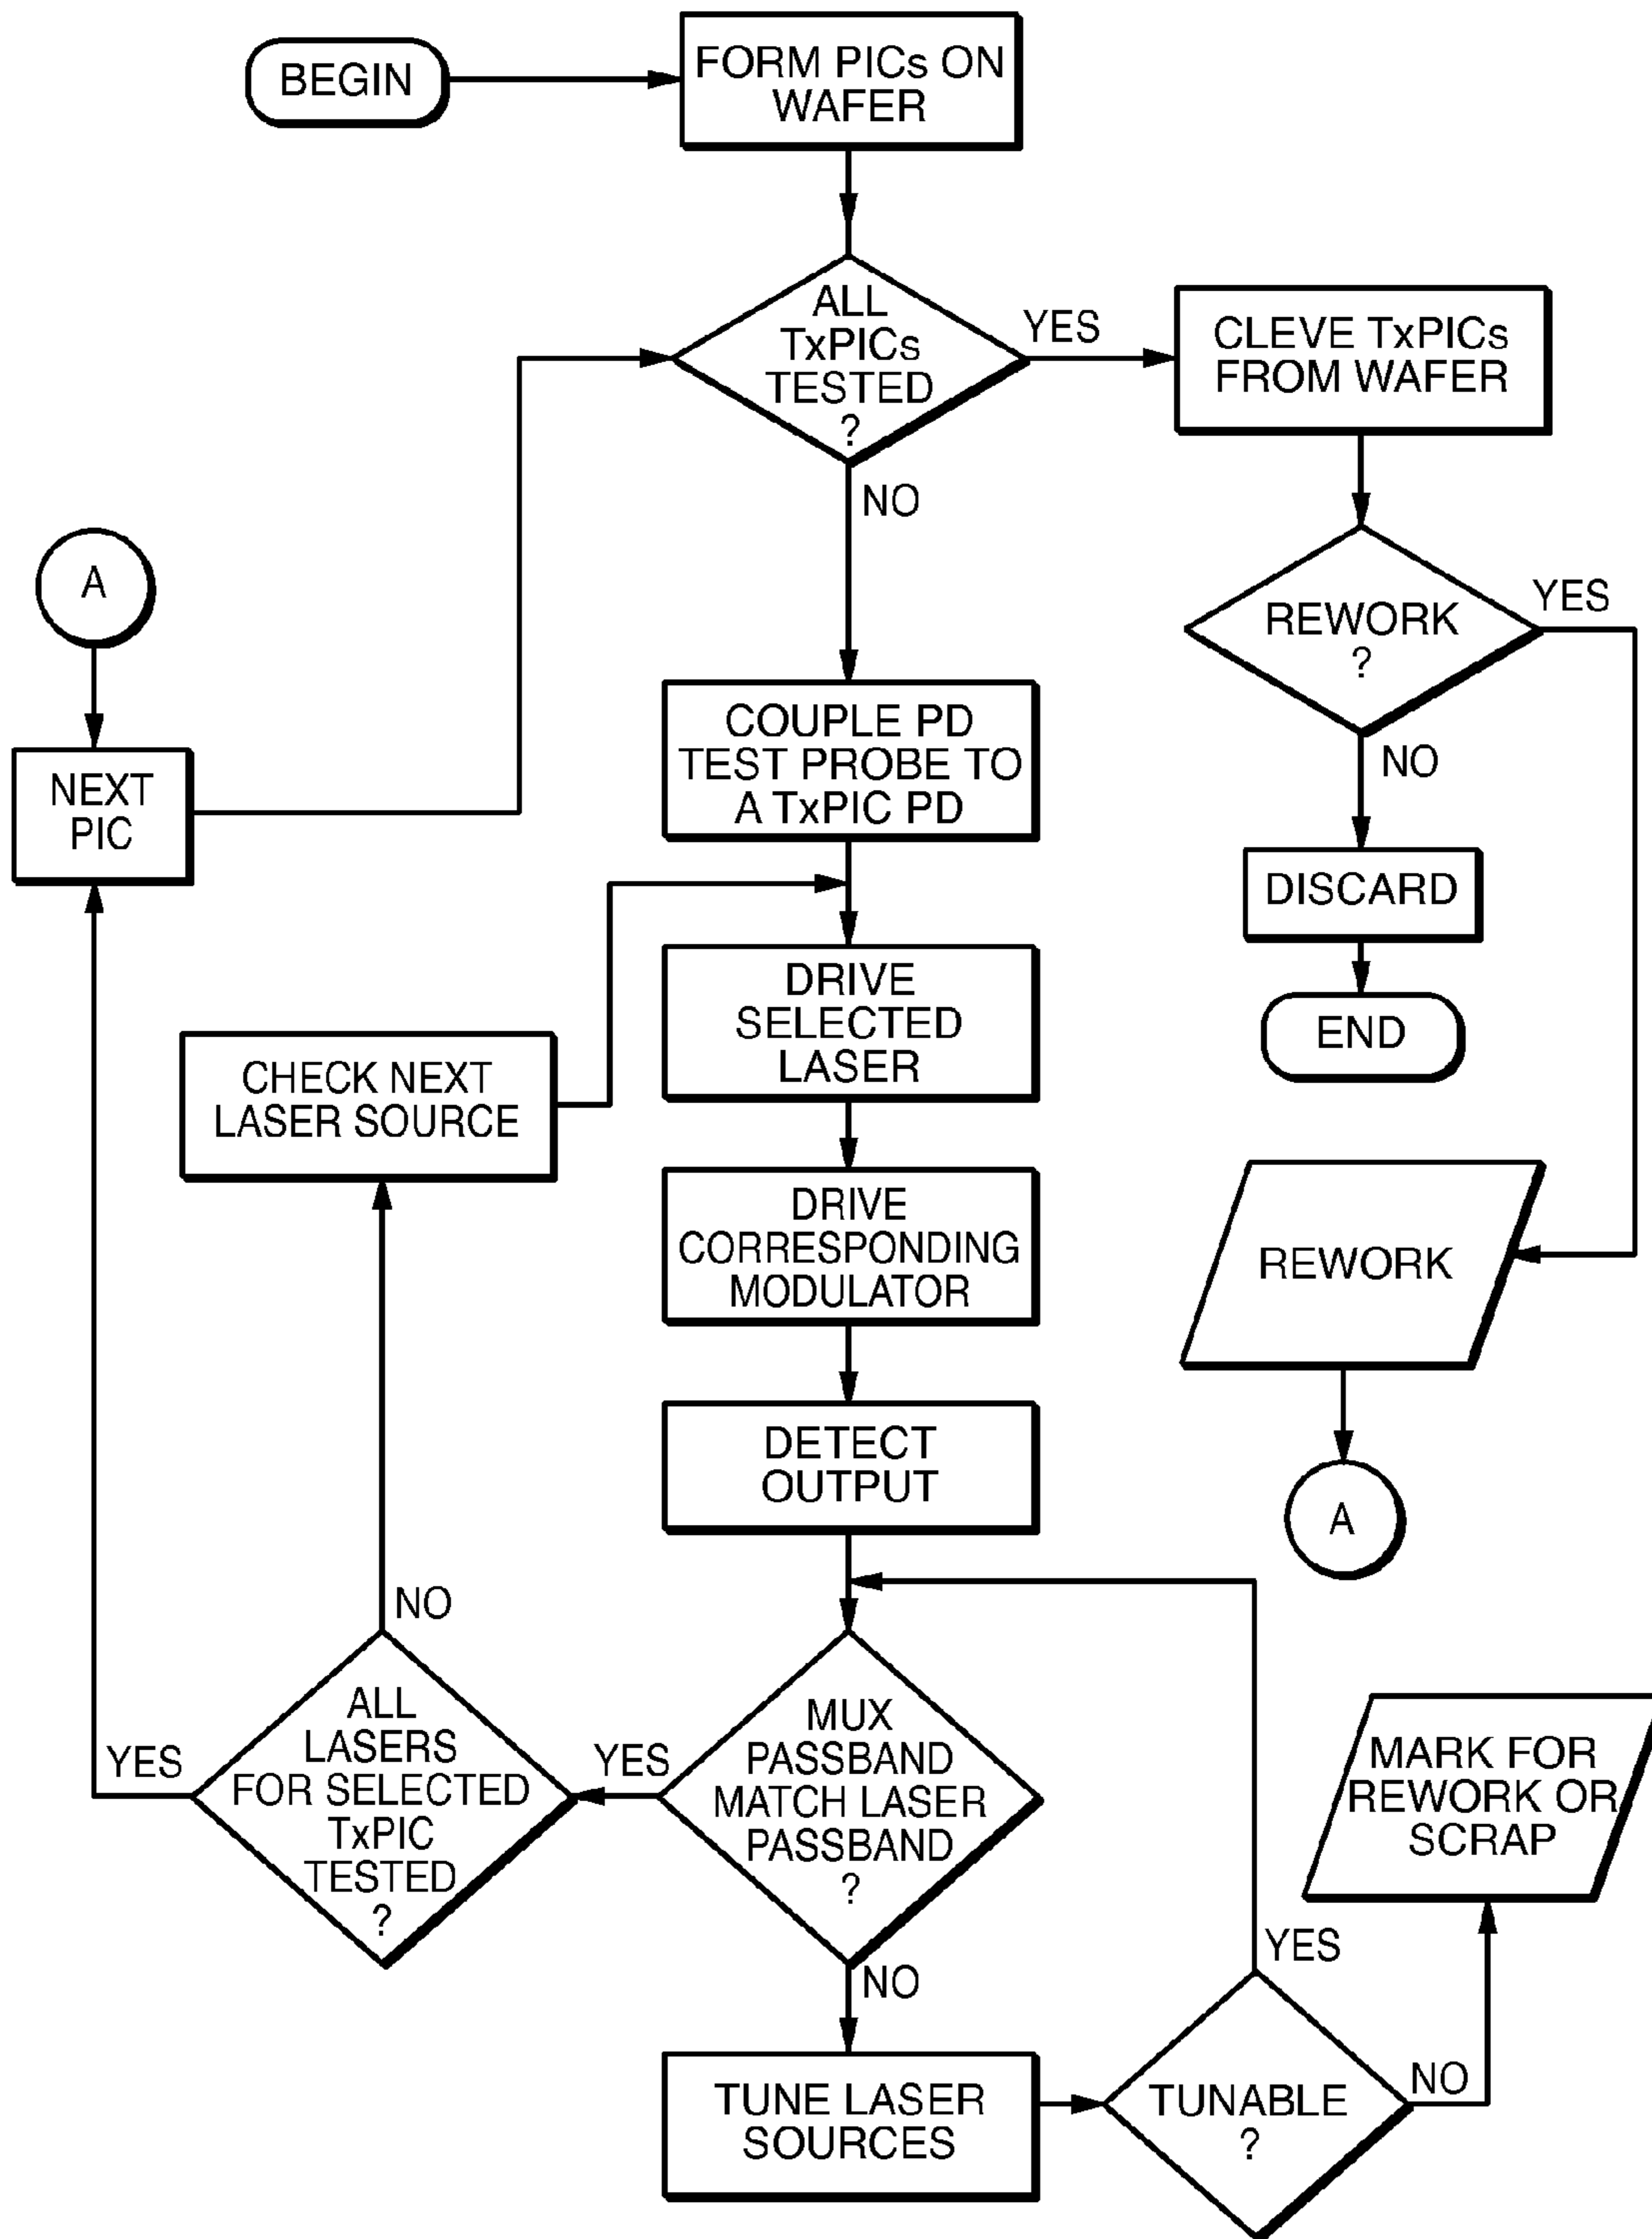 BEGIN
FORM PICs ON
WAFER
ALL
TxPICs
TESTED
?
YES
CLEVE TxPICs
FROM WAFER
NO
REWORK
?
YES
NO
DISCARD
END
REWORK
A
A
NEXT
PIC
COUPLE PD
TEST PROBE TO
A TxPIC PD
DRIVE
SELECTED
LASER
CHECK NEXT
LASER SOURCE
DRIVE
CORRESPONDING
MODULATOR
DETECT
OUTPUT
NO
ALL
LASERS
FOR SELECTED
TxPIC
TESTED
?
YES
YES
MUX
PASSBAND
MATCH LASER
PASSBAND
?
NO
MARK FOR
REWORK OR
SCRAP
YES
TUNE LASER
SOURCES
TUNABLE
?
NO